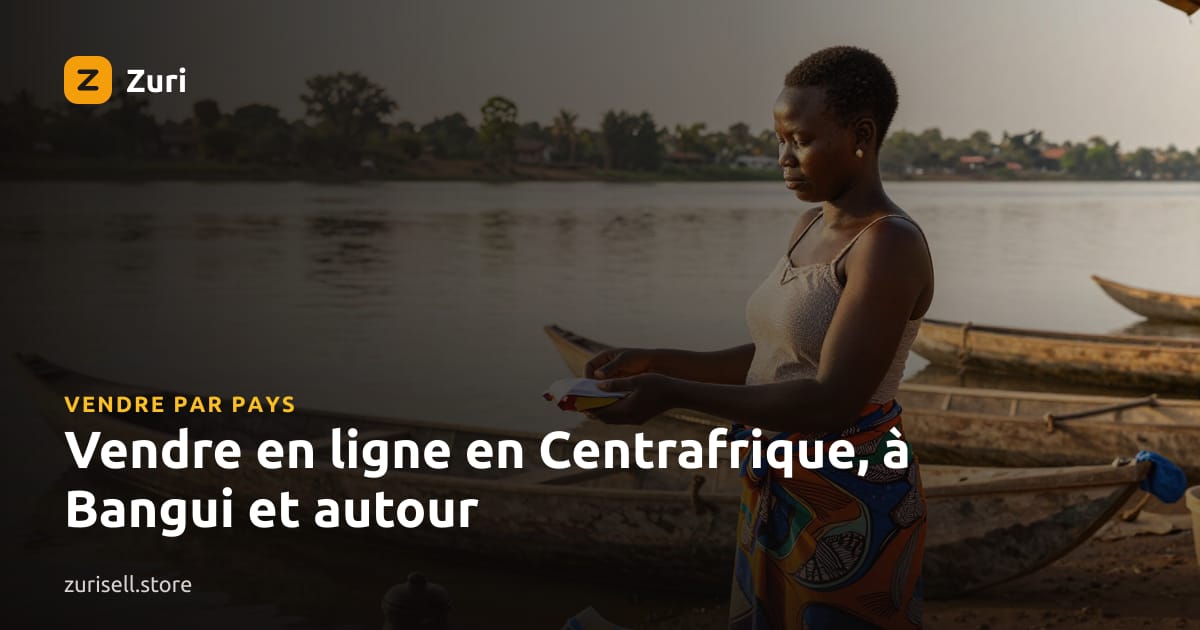 Z Zuri
VENDRE PAR PAYS
Vendre en ligne en Centrafrique, à
Bangui et autour
zurisell.store